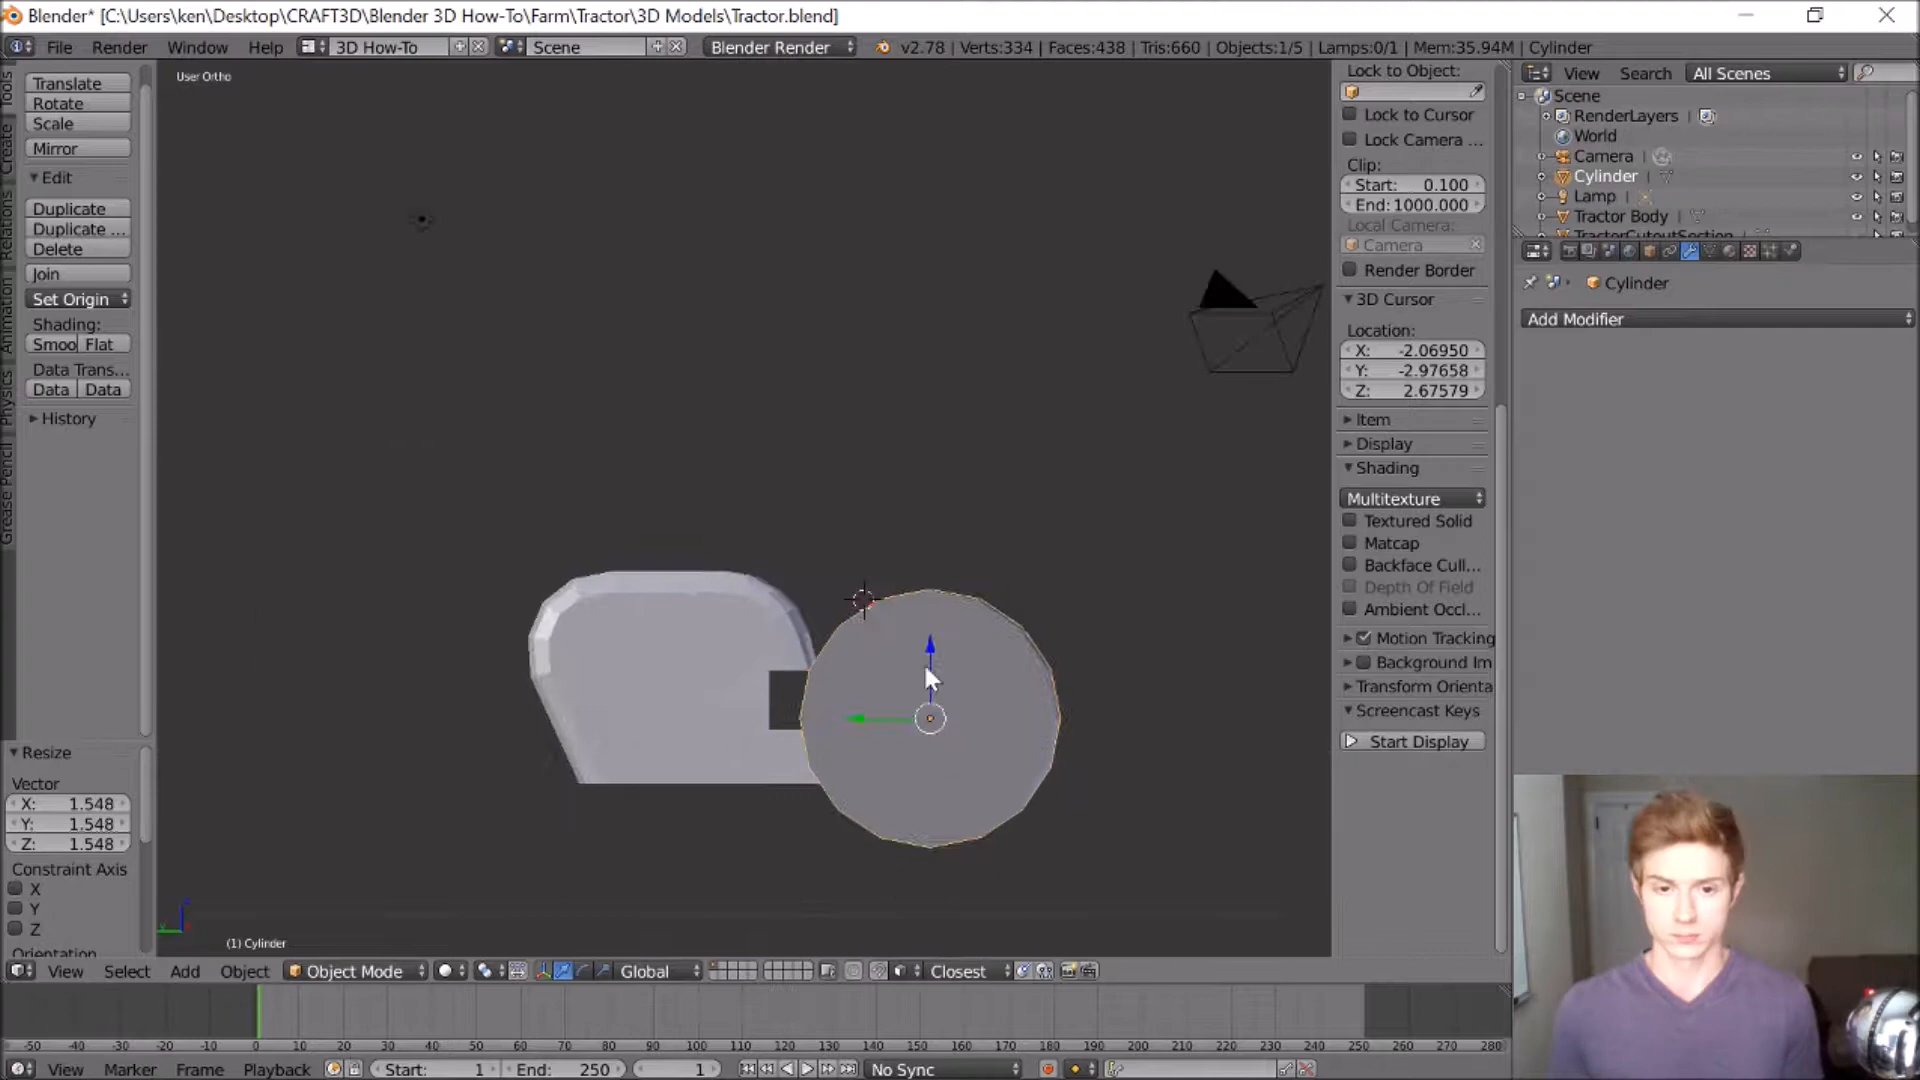 Blender* [C:\Users\ken\Desktop\CRAFT3D\Blender 3D How-To\Farm\Tractor\3D Models\Tractor.blend]
File Render Window Help 3D How-To Scene Blender Render v2.78 | Verts:334 | Faces:438 | Tris:660 | Objects:1/5 | Lamps:0/1 | Mem:35.94M | Cylinder
Tools
Create
Relations
Animation
Physics
Grease Pencil
Translate
Rotate
Scale
Mirror
Edit
Duplicate
Duplicate ...
Delete
Join
Set Origin
Shading:
Smoo Flat
Data Trans...
Data Data
History
Resize
Vector
X: 1.548
Y: 1.548
Z: 1.548
Constraint Axis
X
Y
Z
Orientation
User Ortho
(1) Cylinder
Lock to Object:
Lock to Cursor
Lock Camera ...
Clip:
Start: 0.100
End: 1000.000
Local Camera:
Camera
Render Border
3D Cursor
Location:
X: -2.06950
Y: -2.97658
Z: 2.67579
Item
Display
Shading
Multitexture
Textured Solid
Matcap
Backface Cull...
Depth Of Field
Ambient Occl...
Motion Tracking
Background Im
Transform Orienta
Screencast Keys
Start Display
View Search All Scenes
Scene
RenderLayers
World
Camera
Cylinder
Lamp
Tractor Body
TractorCutoutSection
Cylinder
Add Modifier
View Select Add Object Object Mode Global Closest
-50 -40 -30 -20 -10 0 10 20 30 40 50 60 70 80 90 100 110 120 130 140 150 160 170 180 190 200 210 220 230 240 250 260 270 280
View Marker Frame Playback Start: 1 End: 250 1 No Sync